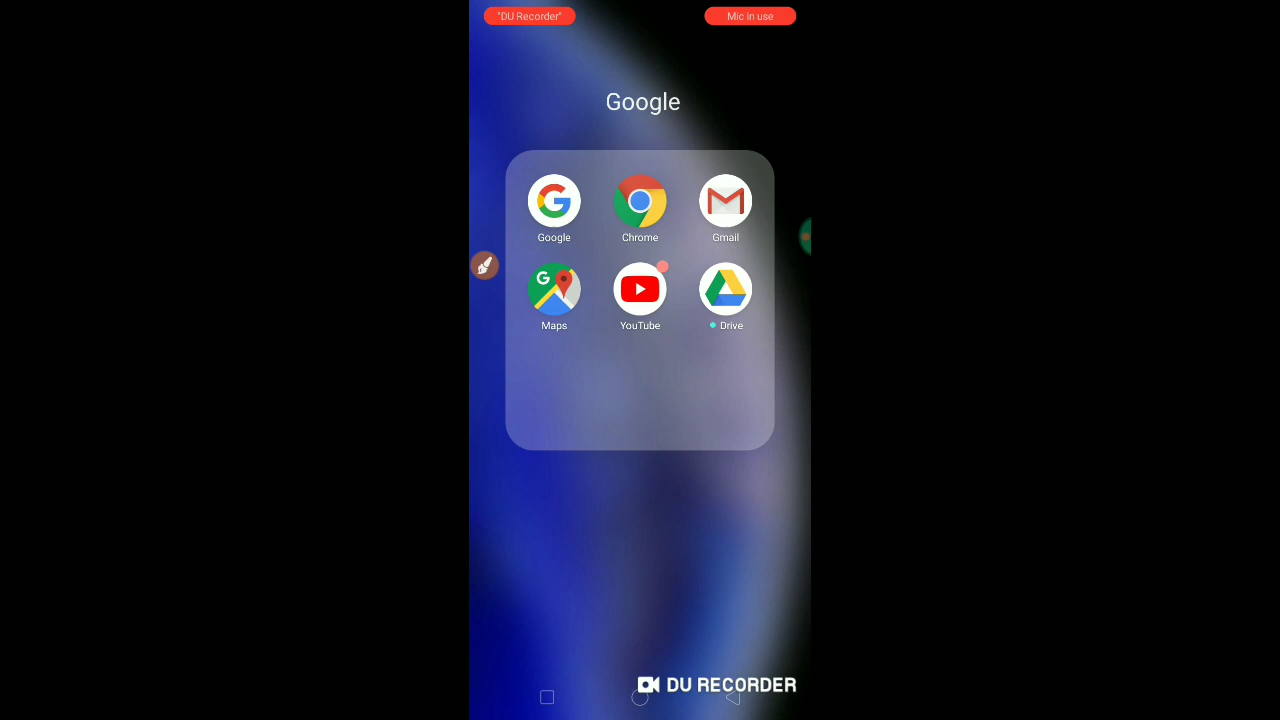 "DU Recorder"
Mic in use
Google
Google
Chrome
Gmail
Maps
YouTube
Drive
DU RECORDER